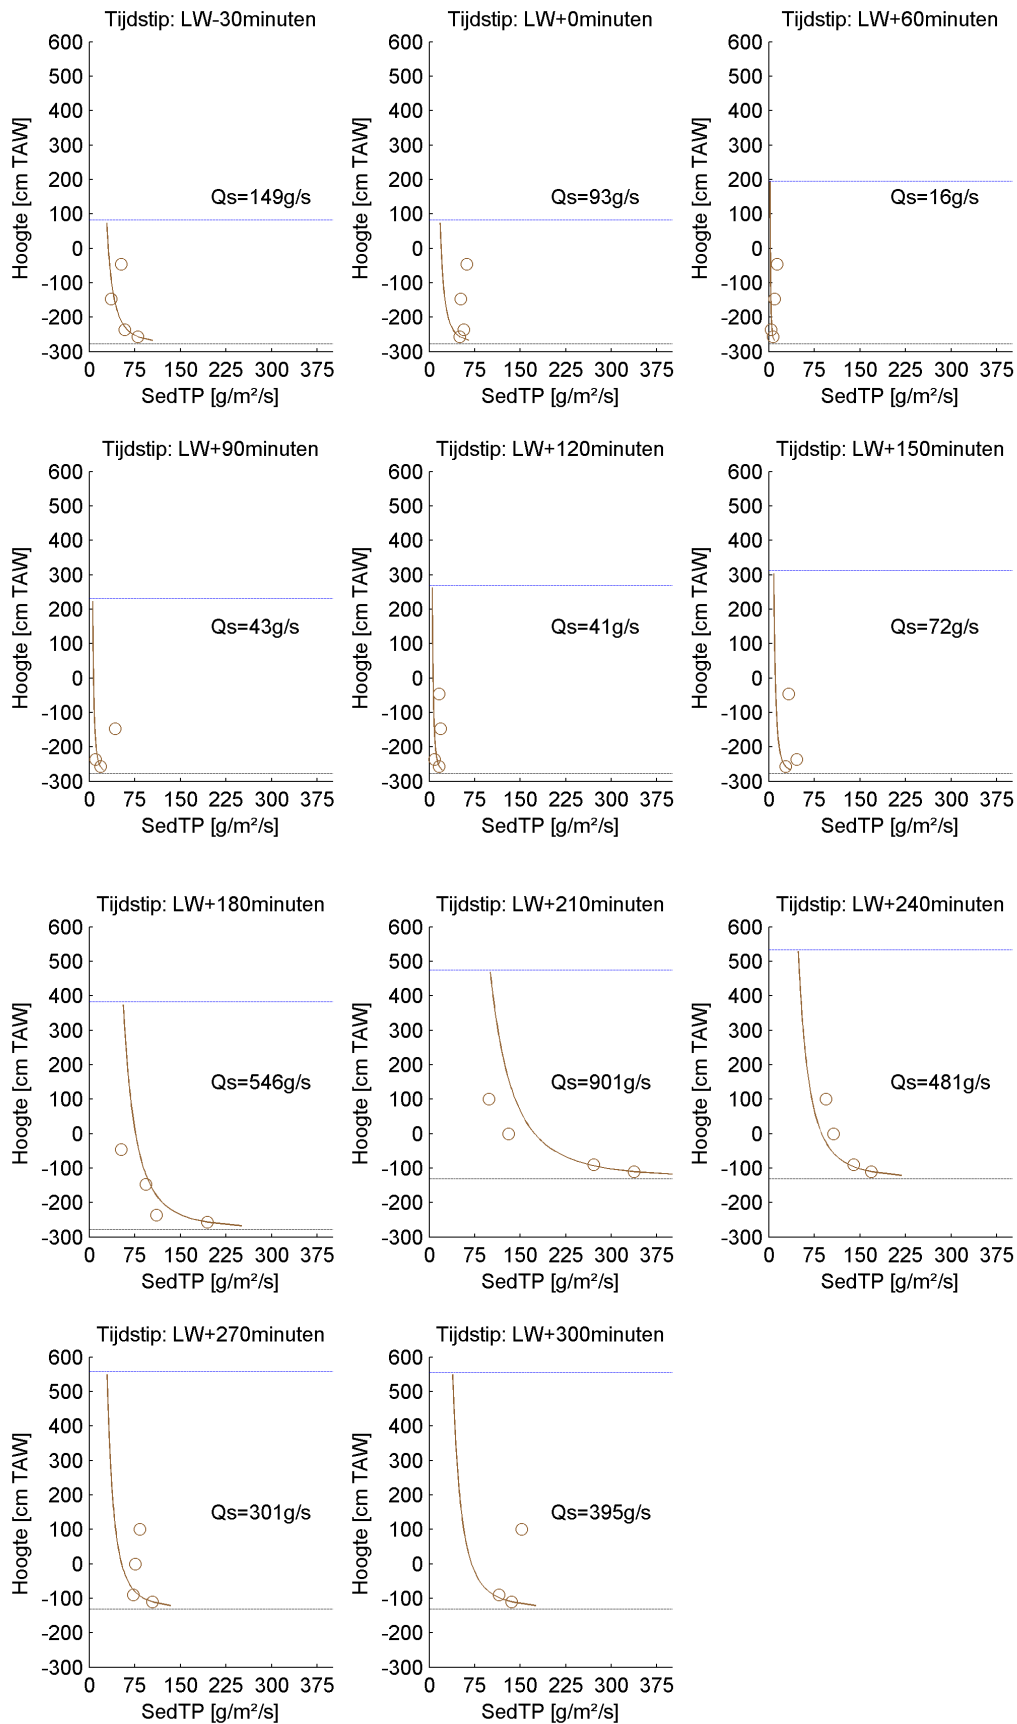 Tijdstip: LW-30minuten
Hoogte [cm TAW]
600
500
400
300
200
100
0
-100
-200
-300
Qs=149g/s
0 75 150 225 300 375
SedTP [g/m²/s]
Tijdstip: LW+0minuten
Hoogte [cm TAW]
600
500
400
300
200
100
0
-100
-200
-300
Qs=93g/s
0 75 150 225 300 375
SedTP [g/m²/s]
Tijdstip: LW+60minuten
Hoogte [cm TAW]
600
500
400
300
200
100
0
-100
-200
-300
Qs=16g/s
0 75 150 225 300 375
SedTP [g/m²/s]
Tijdstip: LW+90minuten
Hoogte [cm TAW]
600
500
400
300
200
100
0
-100
-200
-300
Qs=43g/s
0 75 150 225 300 375
SedTP [g/m²/s]
Tijdstip: LW+120minuten
Hoogte [cm TAW]
600
500
400
300
200
100
0
-100
-200
-300
Qs=41g/s
0 75 150 225 300 375
SedTP [g/m²/s]
Tijdstip: LW+150minuten
Hoogte [cm TAW]
600
500
400
300
200
100
0
-100
-200
-300
Qs=72g/s
0 75 150 225 300 375
SedTP [g/m²/s]
Tijdstip: LW+180minuten
Hoogte [cm TAW]
600
500
400
300
200
100
0
-100
-200
-300
Qs=546g/s
0 75 150 225 300 375
SedTP [g/m²/s]
Tijdstip: LW+210minuten
Hoogte [cm TAW]
600
500
400
300
200
100
0
-100
-200
-300
Qs=901g/s
0 75 150 225 300 375
SedTP [g/m²/s]
Tijdstip: LW+240minuten
Hoogte [cm TAW]
600
500
400
300
200
100
0
-100
-200
-300
Qs=481g/s
0 75 150 225 300 375
SedTP [g/m²/s]
Tijdstip: LW+270minuten
Hoogte [cm TAW]
600
500
400
300
200
100
0
-100
-200
-300
Qs=301g/s
0 75 150 225 300 375
SedTP [g/m²/s]
Tijdstip: LW+300minuten
Hoogte [cm TAW]
600
500
400
300
200
100
0
-100
-200
-300
Qs=395g/s
0 75 150 225 300 375
SedTP [g/m²/s]